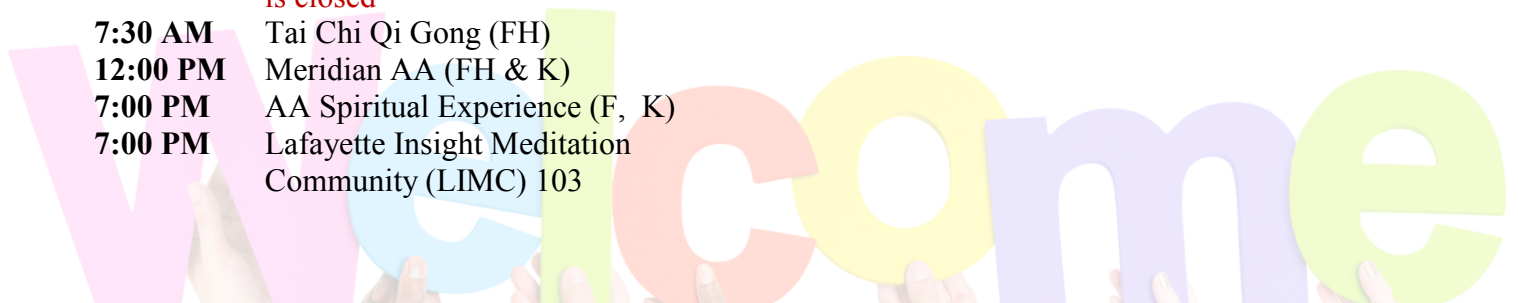 is closed
7:30 AM Tai Chi Qi Gong (FH)
12:00 PM Meridian AA (FH & K)
7:00 PM AA Spiritual Experience (F, K)
7:00 PM Lafayette Insight Meditation
Community (LIMC) 103
Welcome